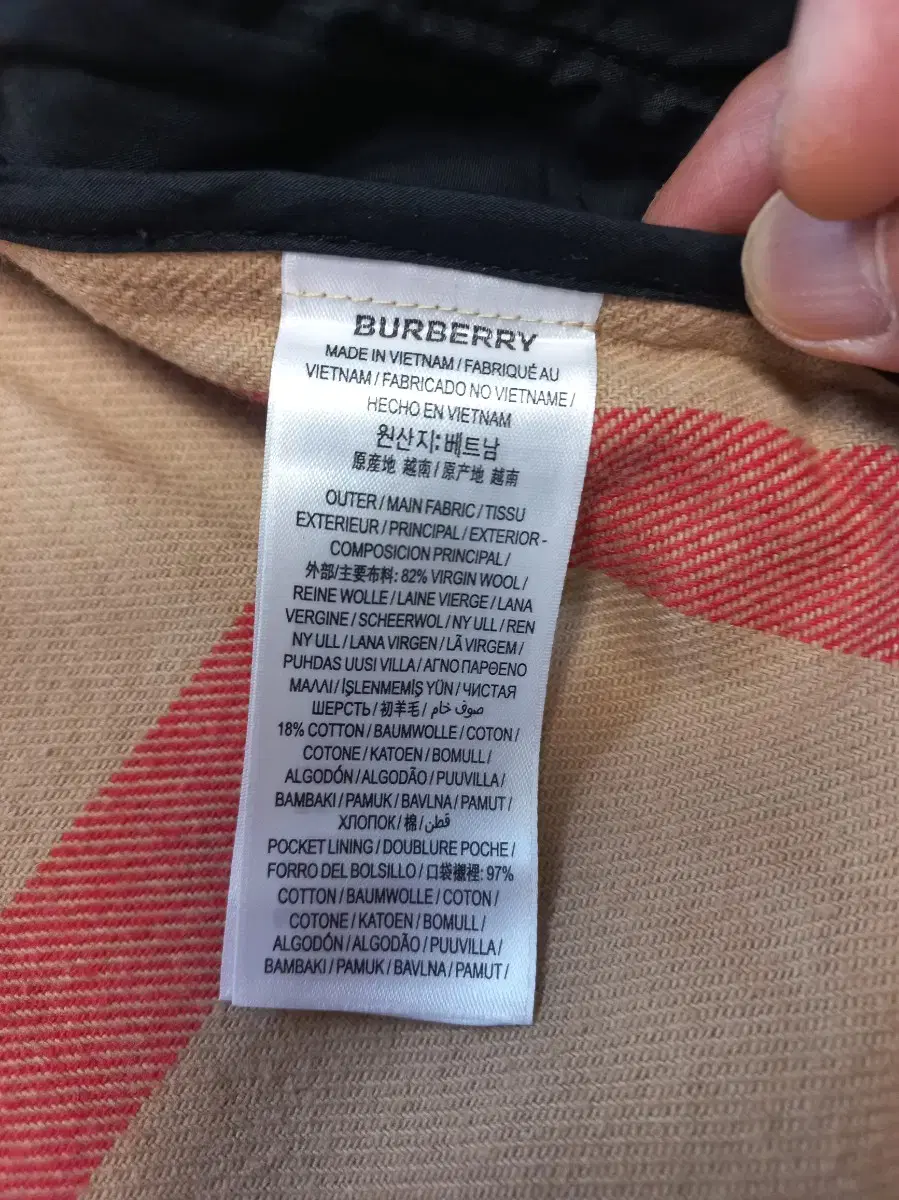 BURBERRY
MADE IN VIETNAM / FABRIQUÉ AU
VIETNAM / FABRICADO NO VIETNAME /
HECHO EN VIETNAM
원산지: 베트남
原産地 越南 / 原产地 越南
OUTER / MAIN FABRIC / TISSU
EXTERIEUR / PRINCIPAL / EXTERIOR -
COMPOSICION PRINCIPAL /
外部/主要布料: 82% VIRGIN WOOL /
REINE WOLLE / LAINE VIERGE / LANA
VERGINE / SCHEERWOL / NY ULL / REN
NY ULL / LANA VIRGEN / LÃ VIRGEM /
PUHDAS UUSI VILLA / ΑΓΝΟ ΠΑΡΘΕΝΟ
ΜΑΛΛΙ / İŞLENMEMİŞ YÜN / ЧИСТАЯ
ШЕРСТЬ / 初羊毛 / صوف خام /
18% COTTON / BAUMWOLLE / COTON /
COTONE / KATOEN / BOMULL /
ALGODÓN / ALGODÃO / PUUVILLA /
BAMBAKI / PAMUK / BAVLNA / PAMUT /
ХЛОПОК / 棉 / قطن
POCKET LINING / DOUBLURE POCHE /
FORRO DEL BOLSILLO / 口袋襯裡: 97%
COTTON / BAUMWOLLE / COTON /
COTONE / KATOEN / BOMULL /
ALGODÓN / ALGODÃO / PUUVILLA /
BAMBAKI / PAMUK / BAVLNA / PAMUT /